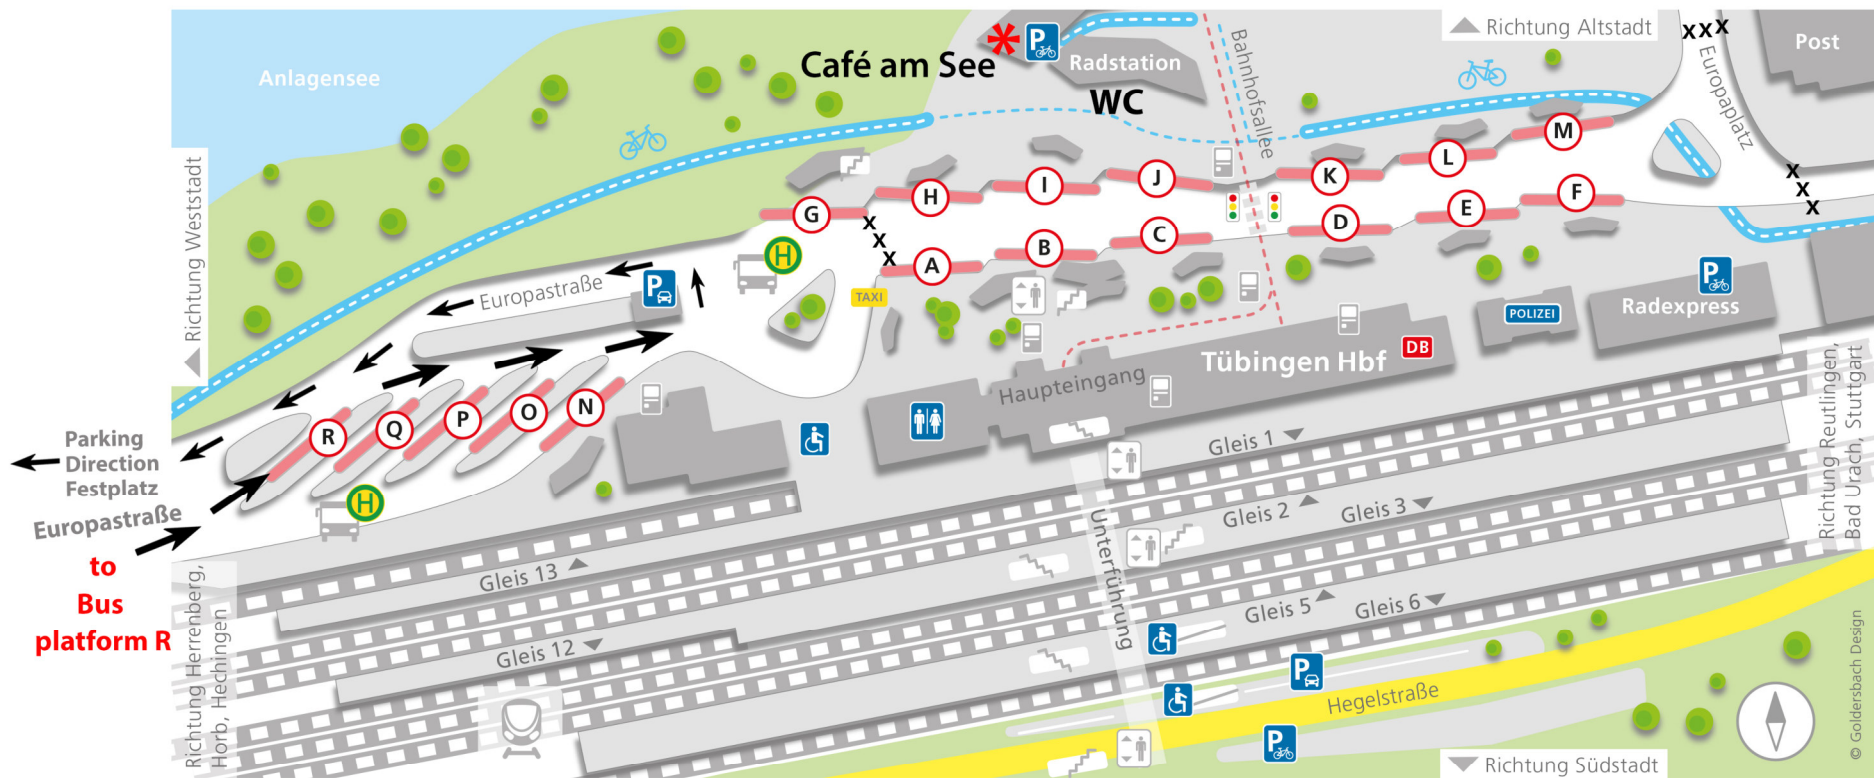 Anlagensee
Café am See
Radstation
WC
Bahnhofsallee
Richtung Altstadt
Europaplatz
Post
x x x
Richtung Weststadt
P
P
H
TAXI
Europastraße
G
H
I
J
K
L
M
x
x
x
x
x
x
A
B
C
D
E
F
R
Q
P
O
N
P
POLIZEI
Radexpress
Tübingen Hbf
DB
Haupteingang
Parking
Direction
Festplatz
Europastraße
to
Bus
platform R
H
Gleis 1
Gleis 2
Gleis 3
Gleis 5
Gleis 6
Gleis 13
Gleis 12
Unterführung
Richtung Herrenberg,
Horb, Hechingen
Richtung Reutlingen,
Bad Urach, Stuttgart
P
P
Hegelstraße
Richtung Südstadt
© Goldersbach Design